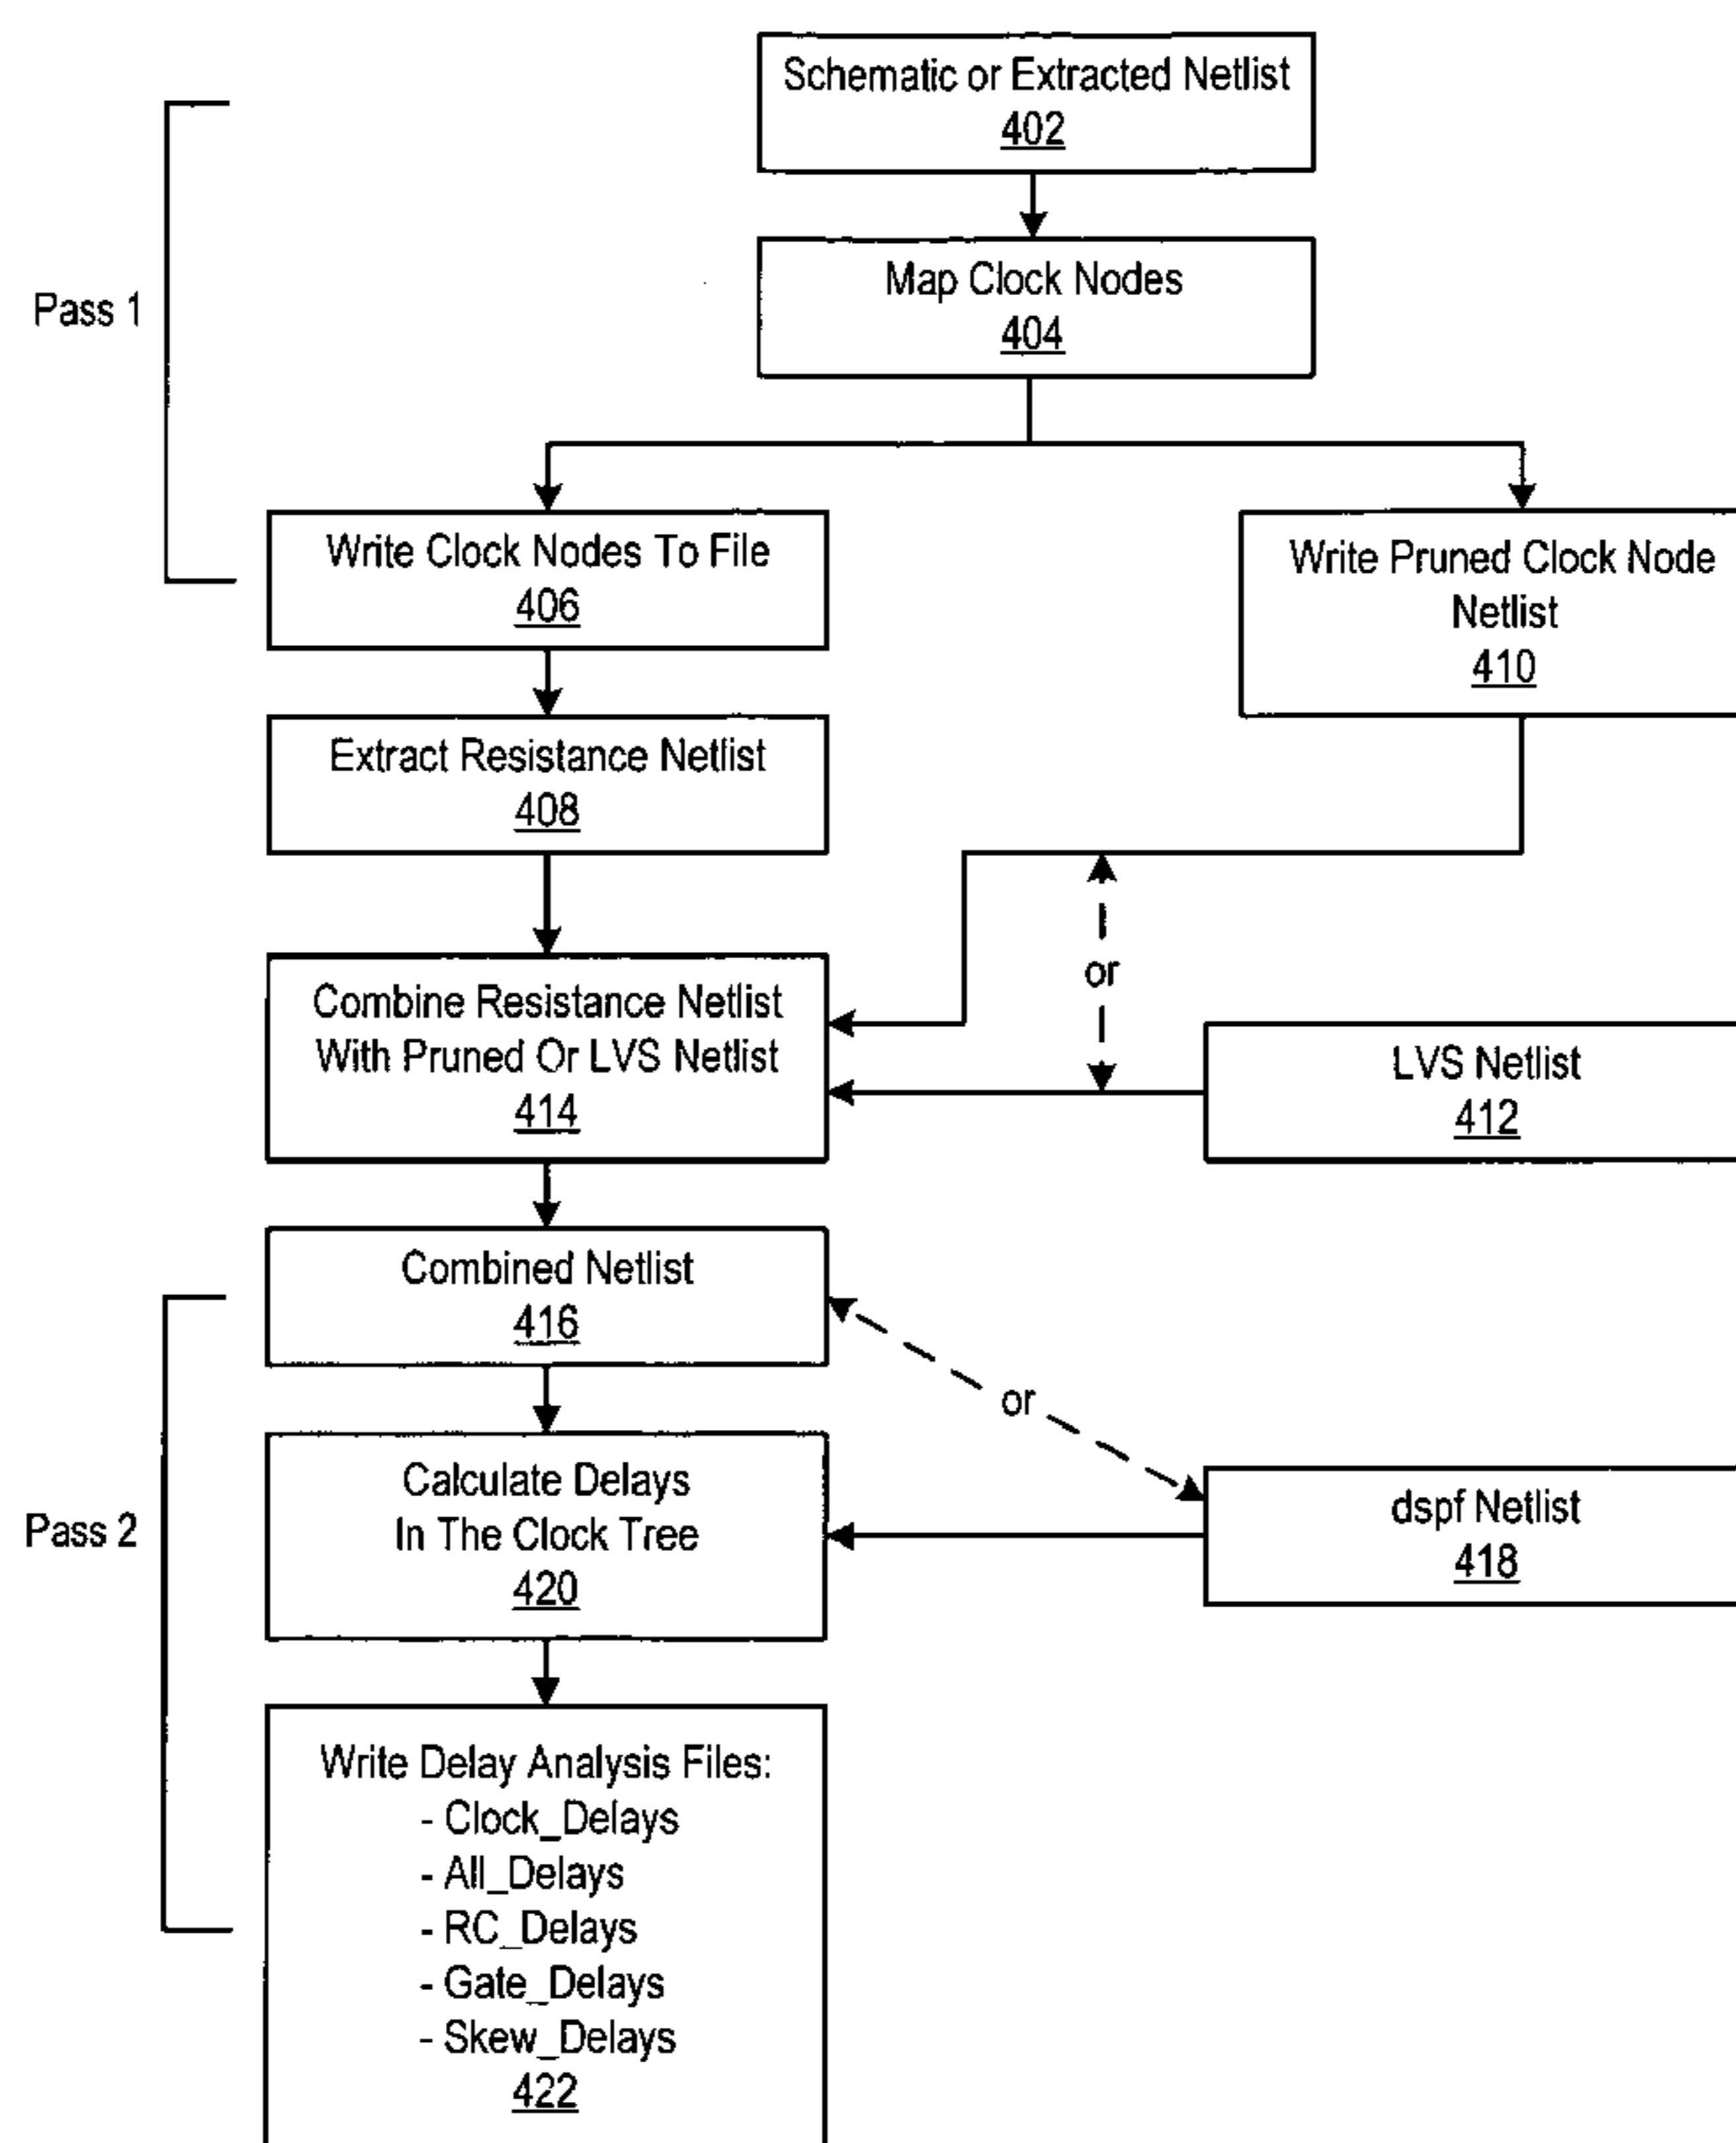 Schematic or Extracted Netlist
402
Map Clock Nodes
404
Pass 1
Write Clock Nodes To File
406
Write Pruned Clock Node
Netlist
410
Extract Resistance Netlist
408
or
Combine Resistance Netlist
With Pruned Or LVS Netlist
414
LVS Netlist
412
Combined Netlist
416
or
Pass 2
Calculate Delays
In The Clock Tree
420
dspf Netlist
418
Write Delay Analysis Files:
- Clock_Delays
- All_Delays
- RC_Delays
- Gate_Delays
- Skew_Delays
422